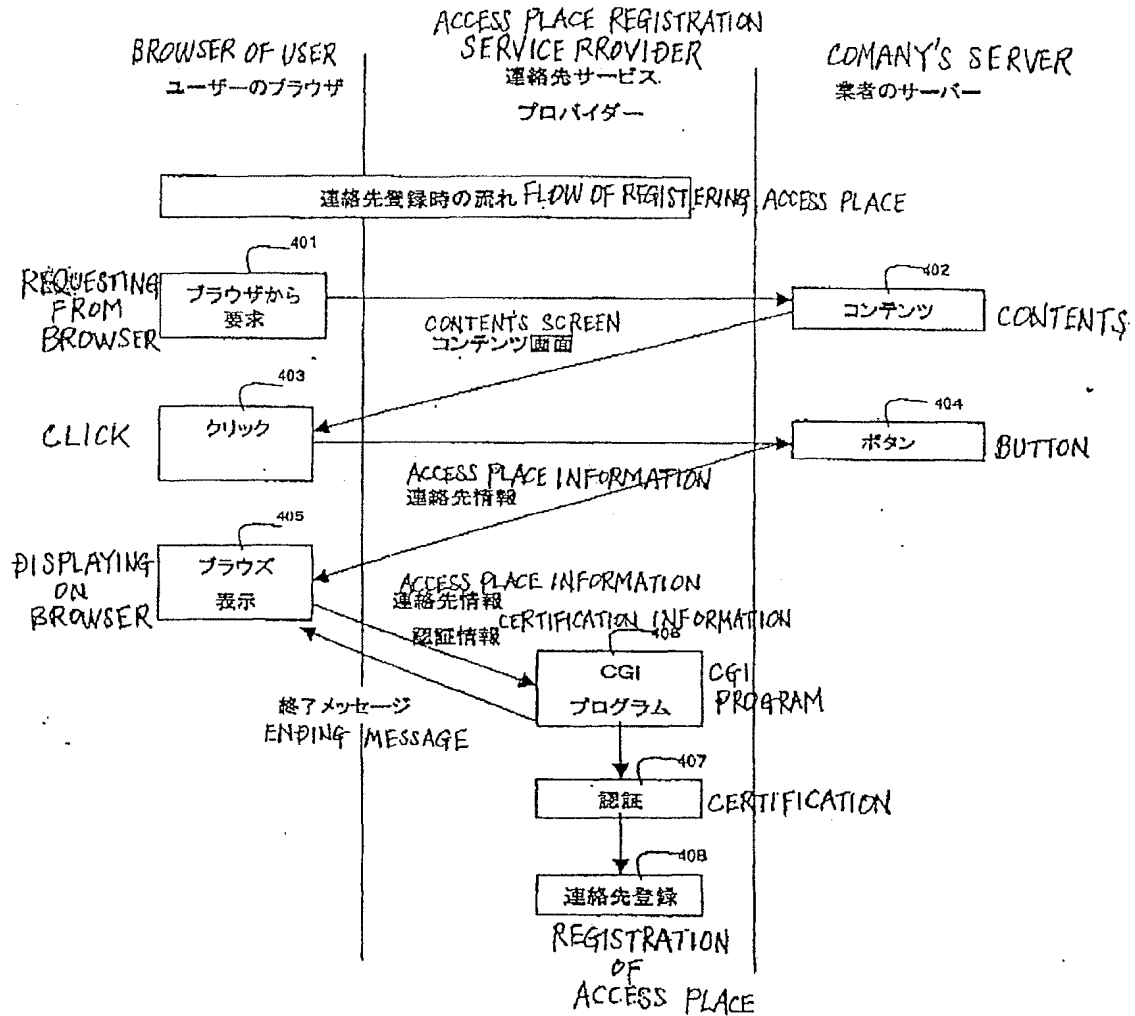 BROWSER OF USER
ユーザーのブラウザ
ACCESS PLACE REGISTRATION
SERVICE RROVIDER
連絡先サービス
プロバイダー
COMANY'S SERVER
業者のサーバー
連絡先登録時の流れ FLOW OF REGISTERING ACCESS PLACE
401
REQUESTING
FROM
BROWSER
ブラウザから
要求
402
コンテンツ
CONTENTS
CONTENTS SCREEN
コンテンツ画面
403
CLICK
クリック
404
ボタン
BUTTON
ACCESS PLACE INFORMATION
連絡先情報
405
DISPLAYING
ON
BROWSER
ブラウズ
表示
ACCESS PLACE INFORMATION
連絡先情報
CERTIFICATION INFORMATION
認証情報
406
CGI
プログラム
CGI
PROGRAM
終了メッセージ
ENDING MESSAGE
407
認証
CERTIFICATION
408
連絡先登録
REGISTRATION
OF
ACCESS PLACE